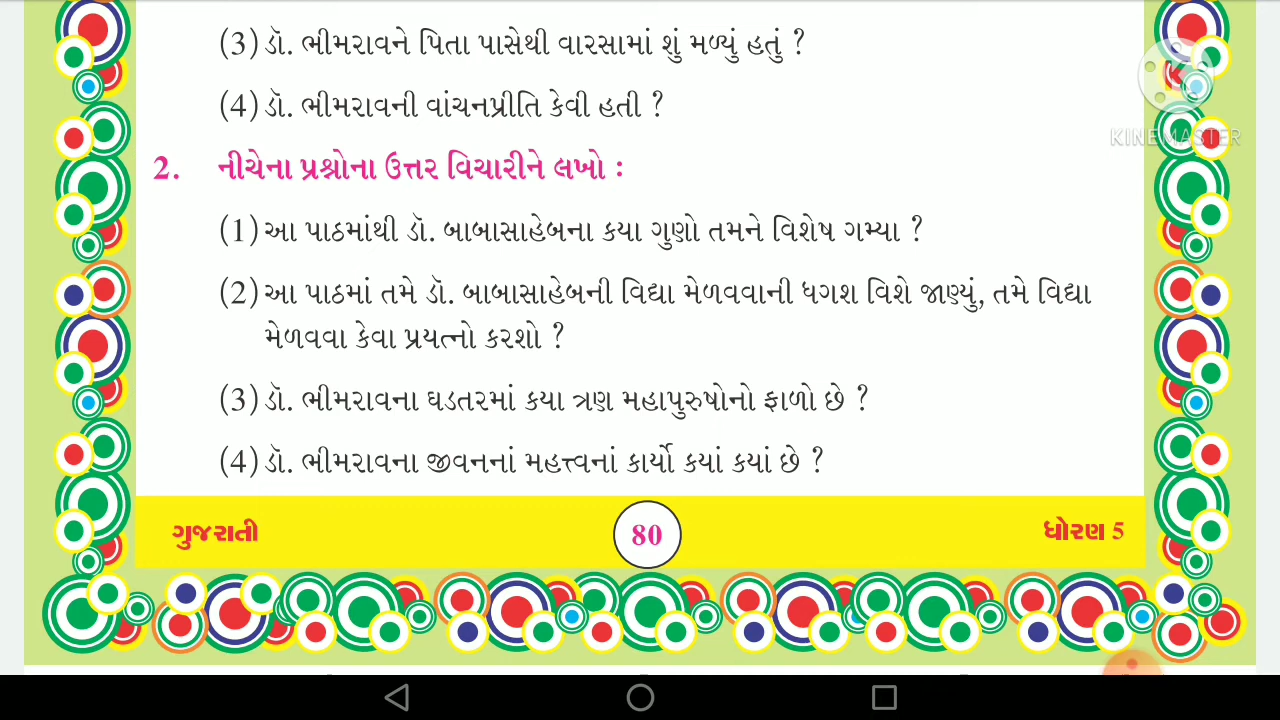 (3) ડૉ. ભીમરાવને પિતા પાસેથી વારસામાં શું મળ્યું હતું ?
(4) ડૉ. ભીમરાવની વાંચનપ્રીતિ કેવી હતી ?
KINEMASTER
2. નીચેના પ્રશ્નોના ઉત્તર વિચારીને લખો :
(1) આ પાઠમાંથી ડૉ. બાબાસાહેબના કયા ગુણો તમને વિશેષ ગમ્યા ?
(2) આ પાઠમાં તમે ડૉ. બાબાસાહેબની વિદ્યા મેળવવાની ધગશ વિશે જાણ્યું, તમે વિદ્યા
મેળવવા કેવા પ્રયત્નો કરશો ?
(3) ડૉ. ભીમરાવના ઘડતરમાં કયા ત્રણ મહાપુરુષોનો ફાળો છે ?
(4) ડૉ. ભીમરાવના જીવનનાં મહત્ત્વનાં કાર્યો કયાં કયાં છે ?
ગુજરાતી 80 ધોરણ 5